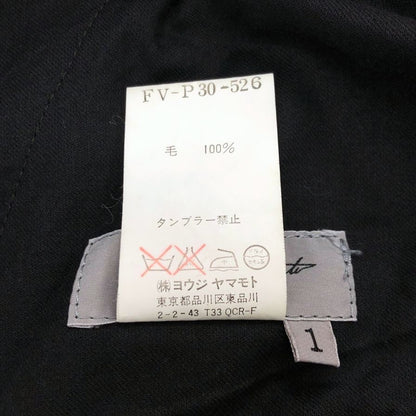 FV-P30-526
毛 100%
タンブラー禁止
㈱ヨウジ ヤマモト
東京都品川区東品川
2-2-43 T33 QCR-F
1